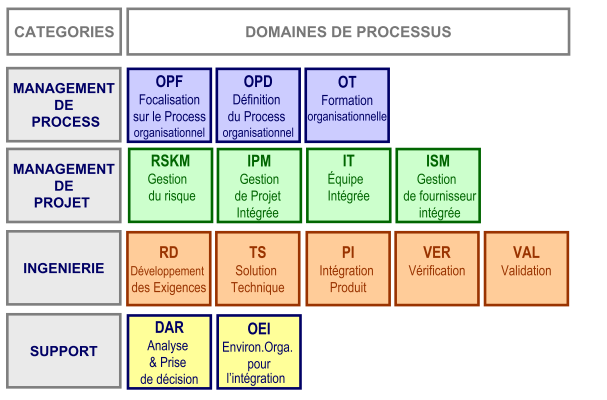 CATEGORIES
DOMAINES DE PROCESSUS
MANAGEMENT
DE
PROCESS
OPF
Focalisation
sur le Process
organisationnel
OPD
Définition
du Process
organisationnel
OT
Formation
organisationnelle
MANAGEMENT
DE
PROJET
RSKM
Gestion
du risque
IPM
Gestion
de Projet
Intégrée
IT
Équipe
Intégrée
ISM
Gestion
de fournisseur
intégrée
INGENIERIE
RD
Développement
des Exigences
TS
Solution
Technique
PI
Intégration
Produit
VER
Vérification
VAL
Validation
SUPPORT
DAR
Analyse
& Prise
de décision
OEI
Environ.Orga.
pour
l'intégration